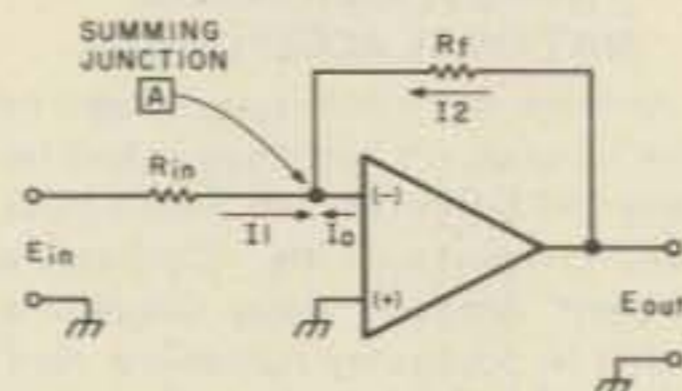 SUMMING
JUNCTION
A
Rf
I2
Rin
(−)
I1
Io
Ein
(+)
Eout